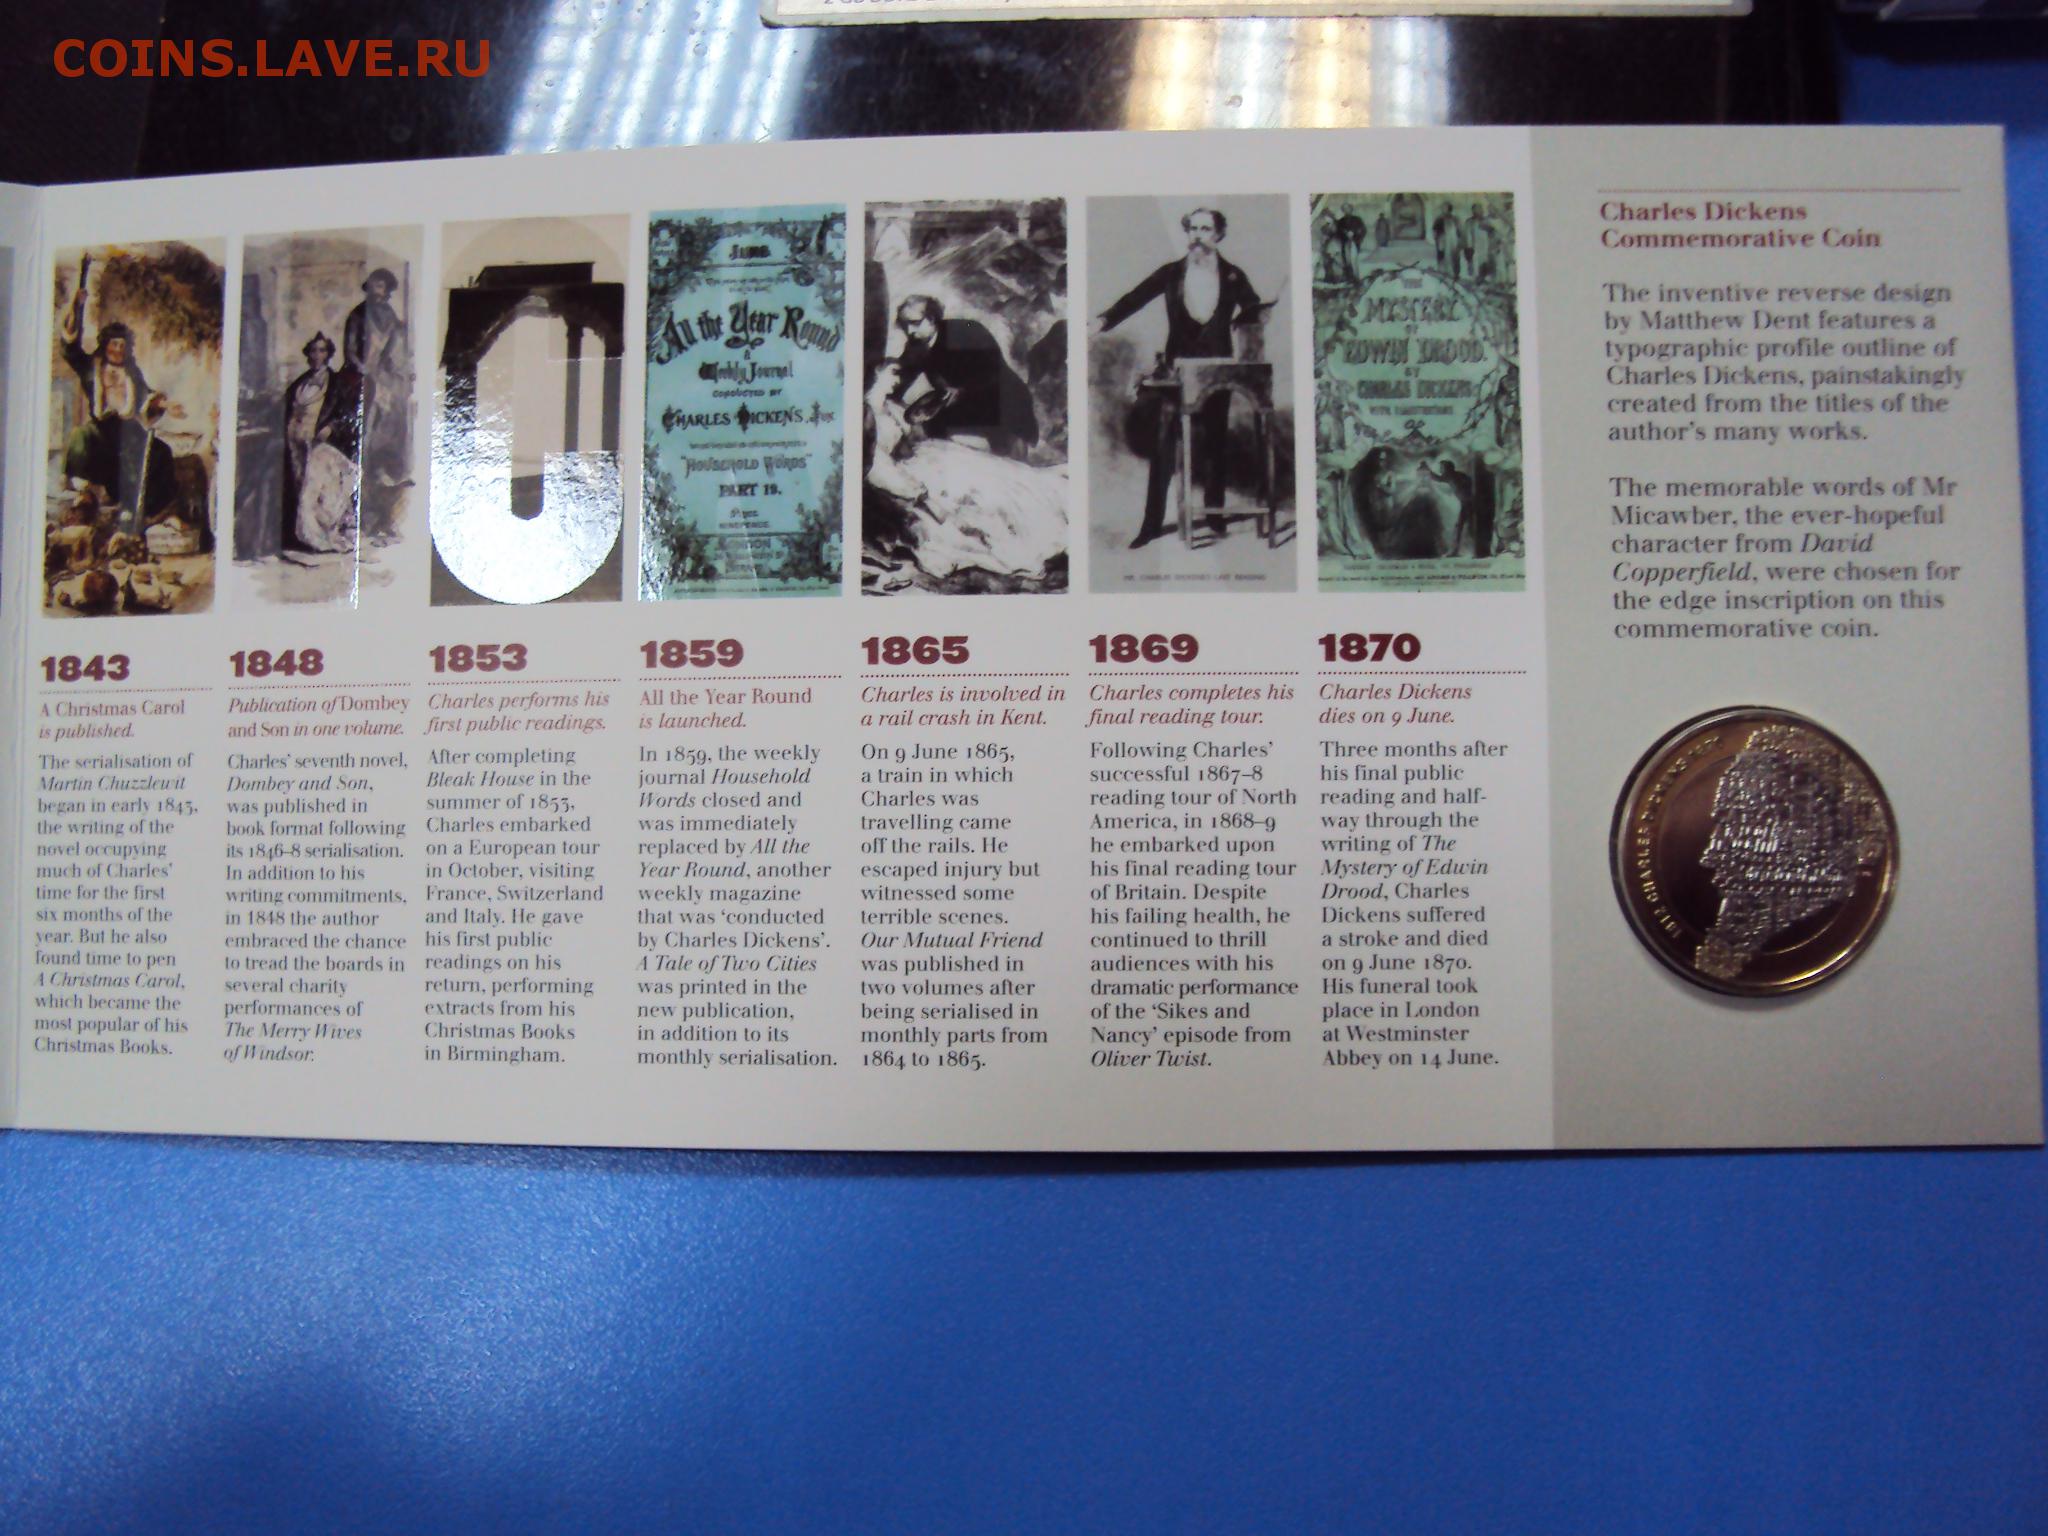 COINS.LAVE.RU
JUNE
All the Year Round
A
Weekly Journal
CONDUCTED BY
CHARLES DICKENS, Jun
"HOUSEHOLD WORDS"
PART 19.
NINEPENCE
LONDON
MR. CHARLES DICKENS'S LAST READING
THE
MYSTERY
OF
EDWIN DROOD.
BY
CHARLES DICKENS
WITH ILLUSTRATIONS
1843
A Christmas Carol
is published.
The serialisation of
Martin Chuzzlewit
began in early 1843,
the writing of the
novel occupying
much of Charles'
time for the first
six months of the
year. But he also
found time to pen
A Christmas Carol,
which became the
most popular of his
Christmas Books.
1848
Publication of Dombey
and Son in one volume.
Charles' seventh novel,
Dombey and Son,
was published in
book format following
its 1846-8 serialisation.
In addition to his
writing commitments,
in 1848 the author
embraced the chance
to tread the boards in
several charity
performances of
The Merry Wives
of Windsor.
1853
Charles performs his
first public readings.
After completing
Bleak House in the
summer of 1853,
Charles embarked
on a European tour
in October, visiting
France, Switzerland
and Italy. He gave
his first public
readings on his
return, performing
extracts from his
Christmas Books
in Birmingham.
1859
All the Year Round
is launched.
In 1859, the weekly
journal Household
Words closed and
was immediately
replaced by All the
Year Round, another
weekly magazine
that was 'conducted
by Charles Dickens'.
A Tale of Two Cities
was printed in the
new publication,
in addition to its
monthly serialisation.
1865
Charles is involved in
a rail crash in Kent.
On 9 June 1865,
a train in which
Charles was
travelling came
off the rails. He
escaped injury but
witnessed some
terrible scenes.
Our Mutual Friend
was published in
two volumes after
being serialised in
monthly parts from
1864 to 1865.
1869
Charles completes his
final reading tour.
Following Charles'
successful 1867-8
reading tour of North
America, in 1868-9
he embarked upon
his final reading tour
of Britain. Despite
his failing health, he
continued to thrill
audiences with his
dramatic performance
of the 'Sikes and
Nancy' episode from
Oliver Twist.
1870
Charles Dickens
dies on 9 June.
Three months after
his final public
reading and half-
way through the
writing of The
Mystery of Edwin
Drood, Charles
Dickens suffered
a stroke and died
on 9 June 1870.
His funeral took
place in London
at Westminster
Abbey on 14 June.
Charles Dickens
Commemorative Coin
The inventive reverse design
by Matthew Dent features a
typographic profile outline of
Charles Dickens, painstakingly
created from the titles of the
author's many works.
The memorable words of Mr
Micawber, the ever-hopeful
character from David
Copperfield, were chosen for
the edge inscription on this
commemorative coin.
1812 CHARLES DICKENS 1870